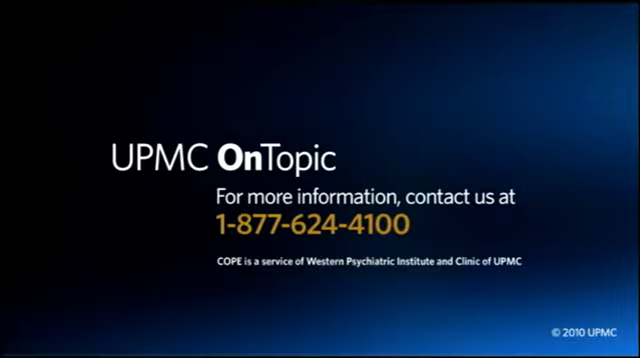 UPMC OnTopic
For more information, contact us at
1-877-624-4100
COPE is a service of Western Psychiatric Institute and Clinic of UPMC
© 2010 UPMC